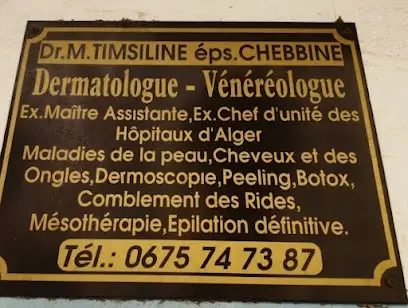 Dr.M.TIMSILINE éps.CHEBBINE
Dermatologue - Vénéréologue
Ex.Maître Assistante,Ex.Chef d'unité des
Hôpitaux d'Alger
Maladies de la peau,Cheveux et des
Ongles,Dermoscopie,Peeling,Botox,
Comblement des Rides,
Mésothérapie,Epilation définitive.
Tél.: 0675 74 73 87